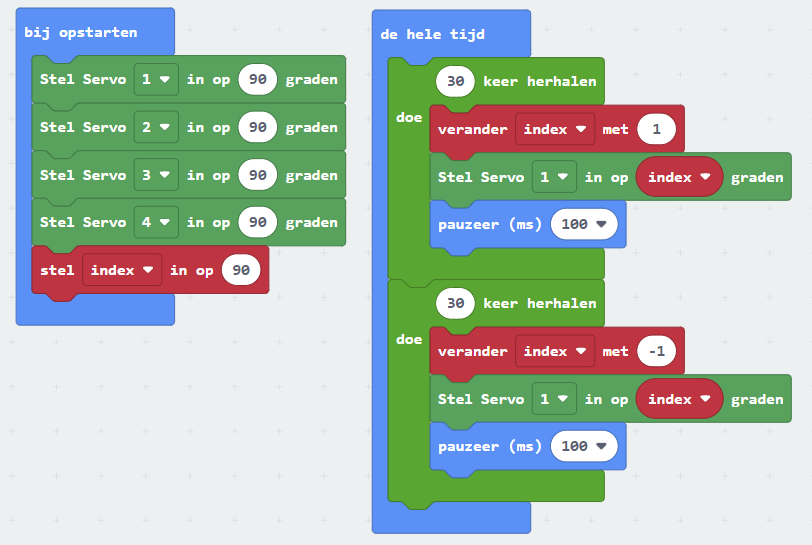 bij opstarten
Stel Servo 1 in op 90 graden
Stel Servo 2 in op 90 graden
Stel Servo 3 in op 90 graden
Stel Servo 4 in op 90 graden
stel index in op 90
de hele tijd
30 keer herhalen
doe
verander index met 1
Stel Servo 1 in op index graden
pauzeer (ms) 100
30 keer herhalen
doe
verander index met -1
Stel Servo 1 in op index graden
pauzeer (ms) 100